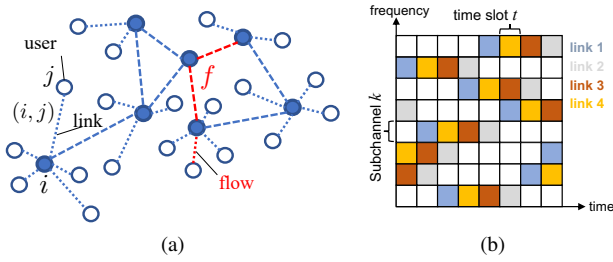 user
j
(i, j)
link
i
f
flow
(a)
frequency
time slot t
link 1
link 2
link 3
link 4
Subchannel k
time
(b)